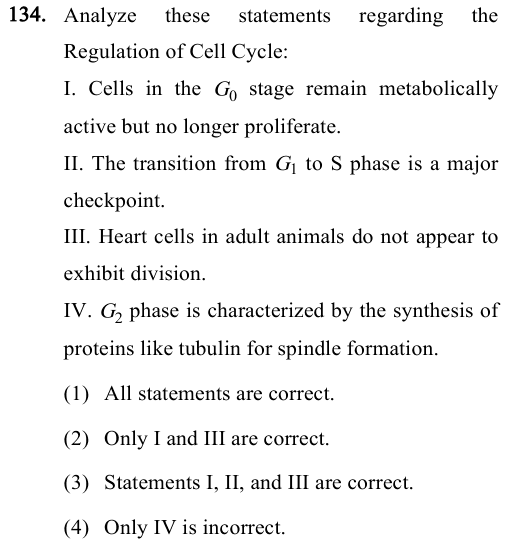 134. Analyze these statements regarding the
Regulation of Cell Cycle:
I. Cells in the G₀ stage remain metabolically
active but no longer proliferate.
II. The transition from G₁ to S phase is a major
checkpoint.
III. Heart cells in adult animals do not appear to
exhibit division.
IV. G₂ phase is characterized by the synthesis of
proteins like tubulin for spindle formation.
(1) All statements are correct.
(2) Only I and III are correct.
(3) Statements I, II, and III are correct.
(4) Only IV is incorrect.